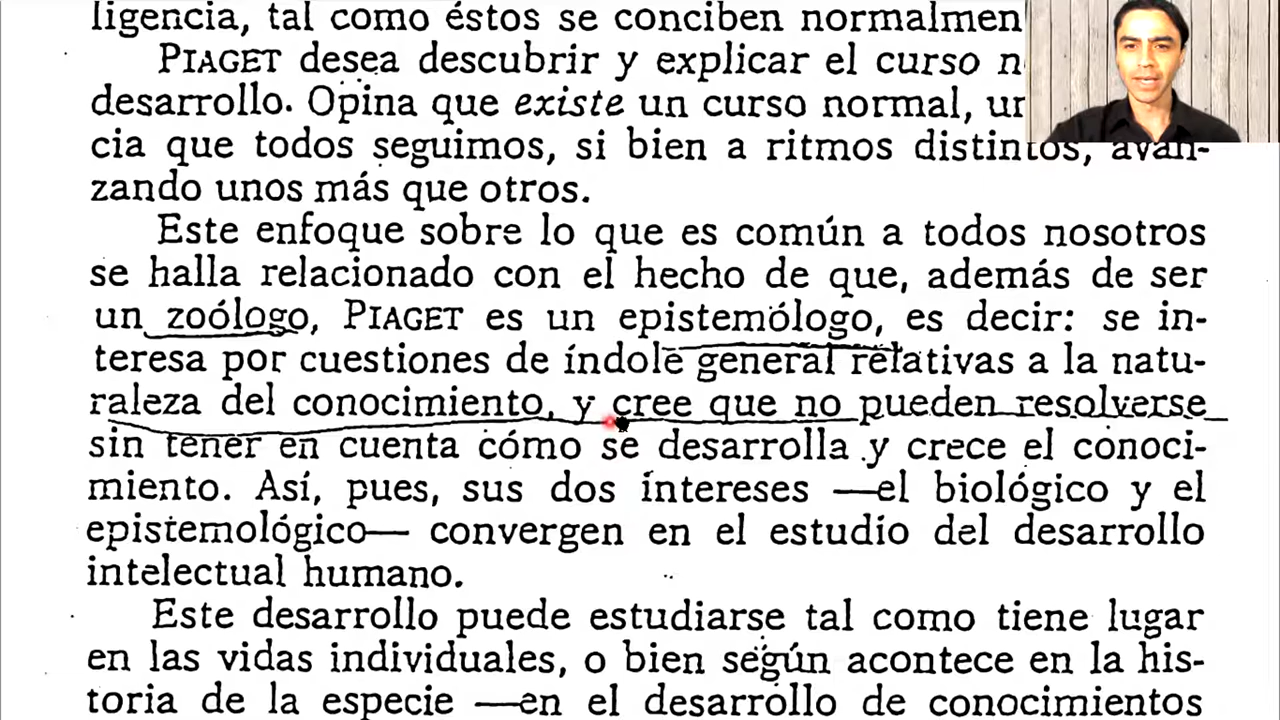 ligencia, tal como éstos se conciben normalmen
PIAGET desea descubrir y explicar el curso n
desarrollo. Opina que existe un curso normal, un
cia que todos seguimos, si bien a ritmos distintos, avan-
zando unos más que otros.
Este enfoque sobre lo que es común a todos nosotros
se halla relacionado con el hecho de que, además de ser
un zoólogo, PIAGET es un epistemólogo, es decir: se in-
teresa por cuestiones de índole general relativas a la natu-
raleza del conocimiento, y cree que no pueden resolverse
sin tener en cuenta cómo se desarrolla y crece el conoci-
miento. Así, pues, sus dos intereses —el biológico y el
epistemológico— convergen en el estudio del desarrollo
intelectual humano.
Este desarrollo puede estudiarse tal como tiene lugar
en las vidas individuales, o bien según acontece en la his-
toria de la especie —en el desarrollo de conocimientos